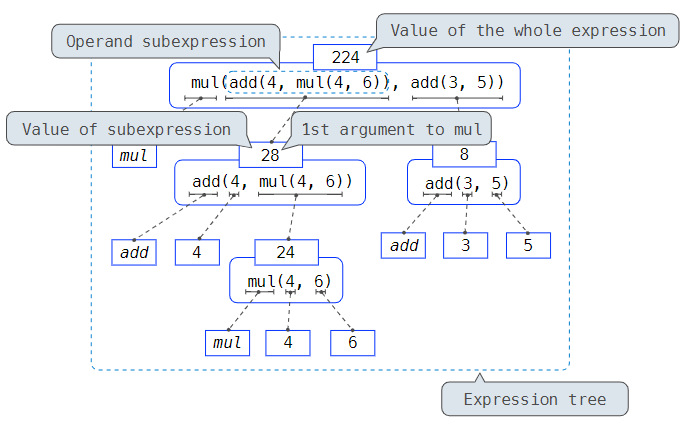 Operand subexpression
Value of the whole expression
224
mul(add(4, mul(4, 6)), add(3, 5))
Value of subexpression
1st argument to mul
mul
28
8
add(4, mul(4, 6))
add(3, 5)
add
4
24
add
3
5
mul(4, 6)
mul
4
6
Expression tree